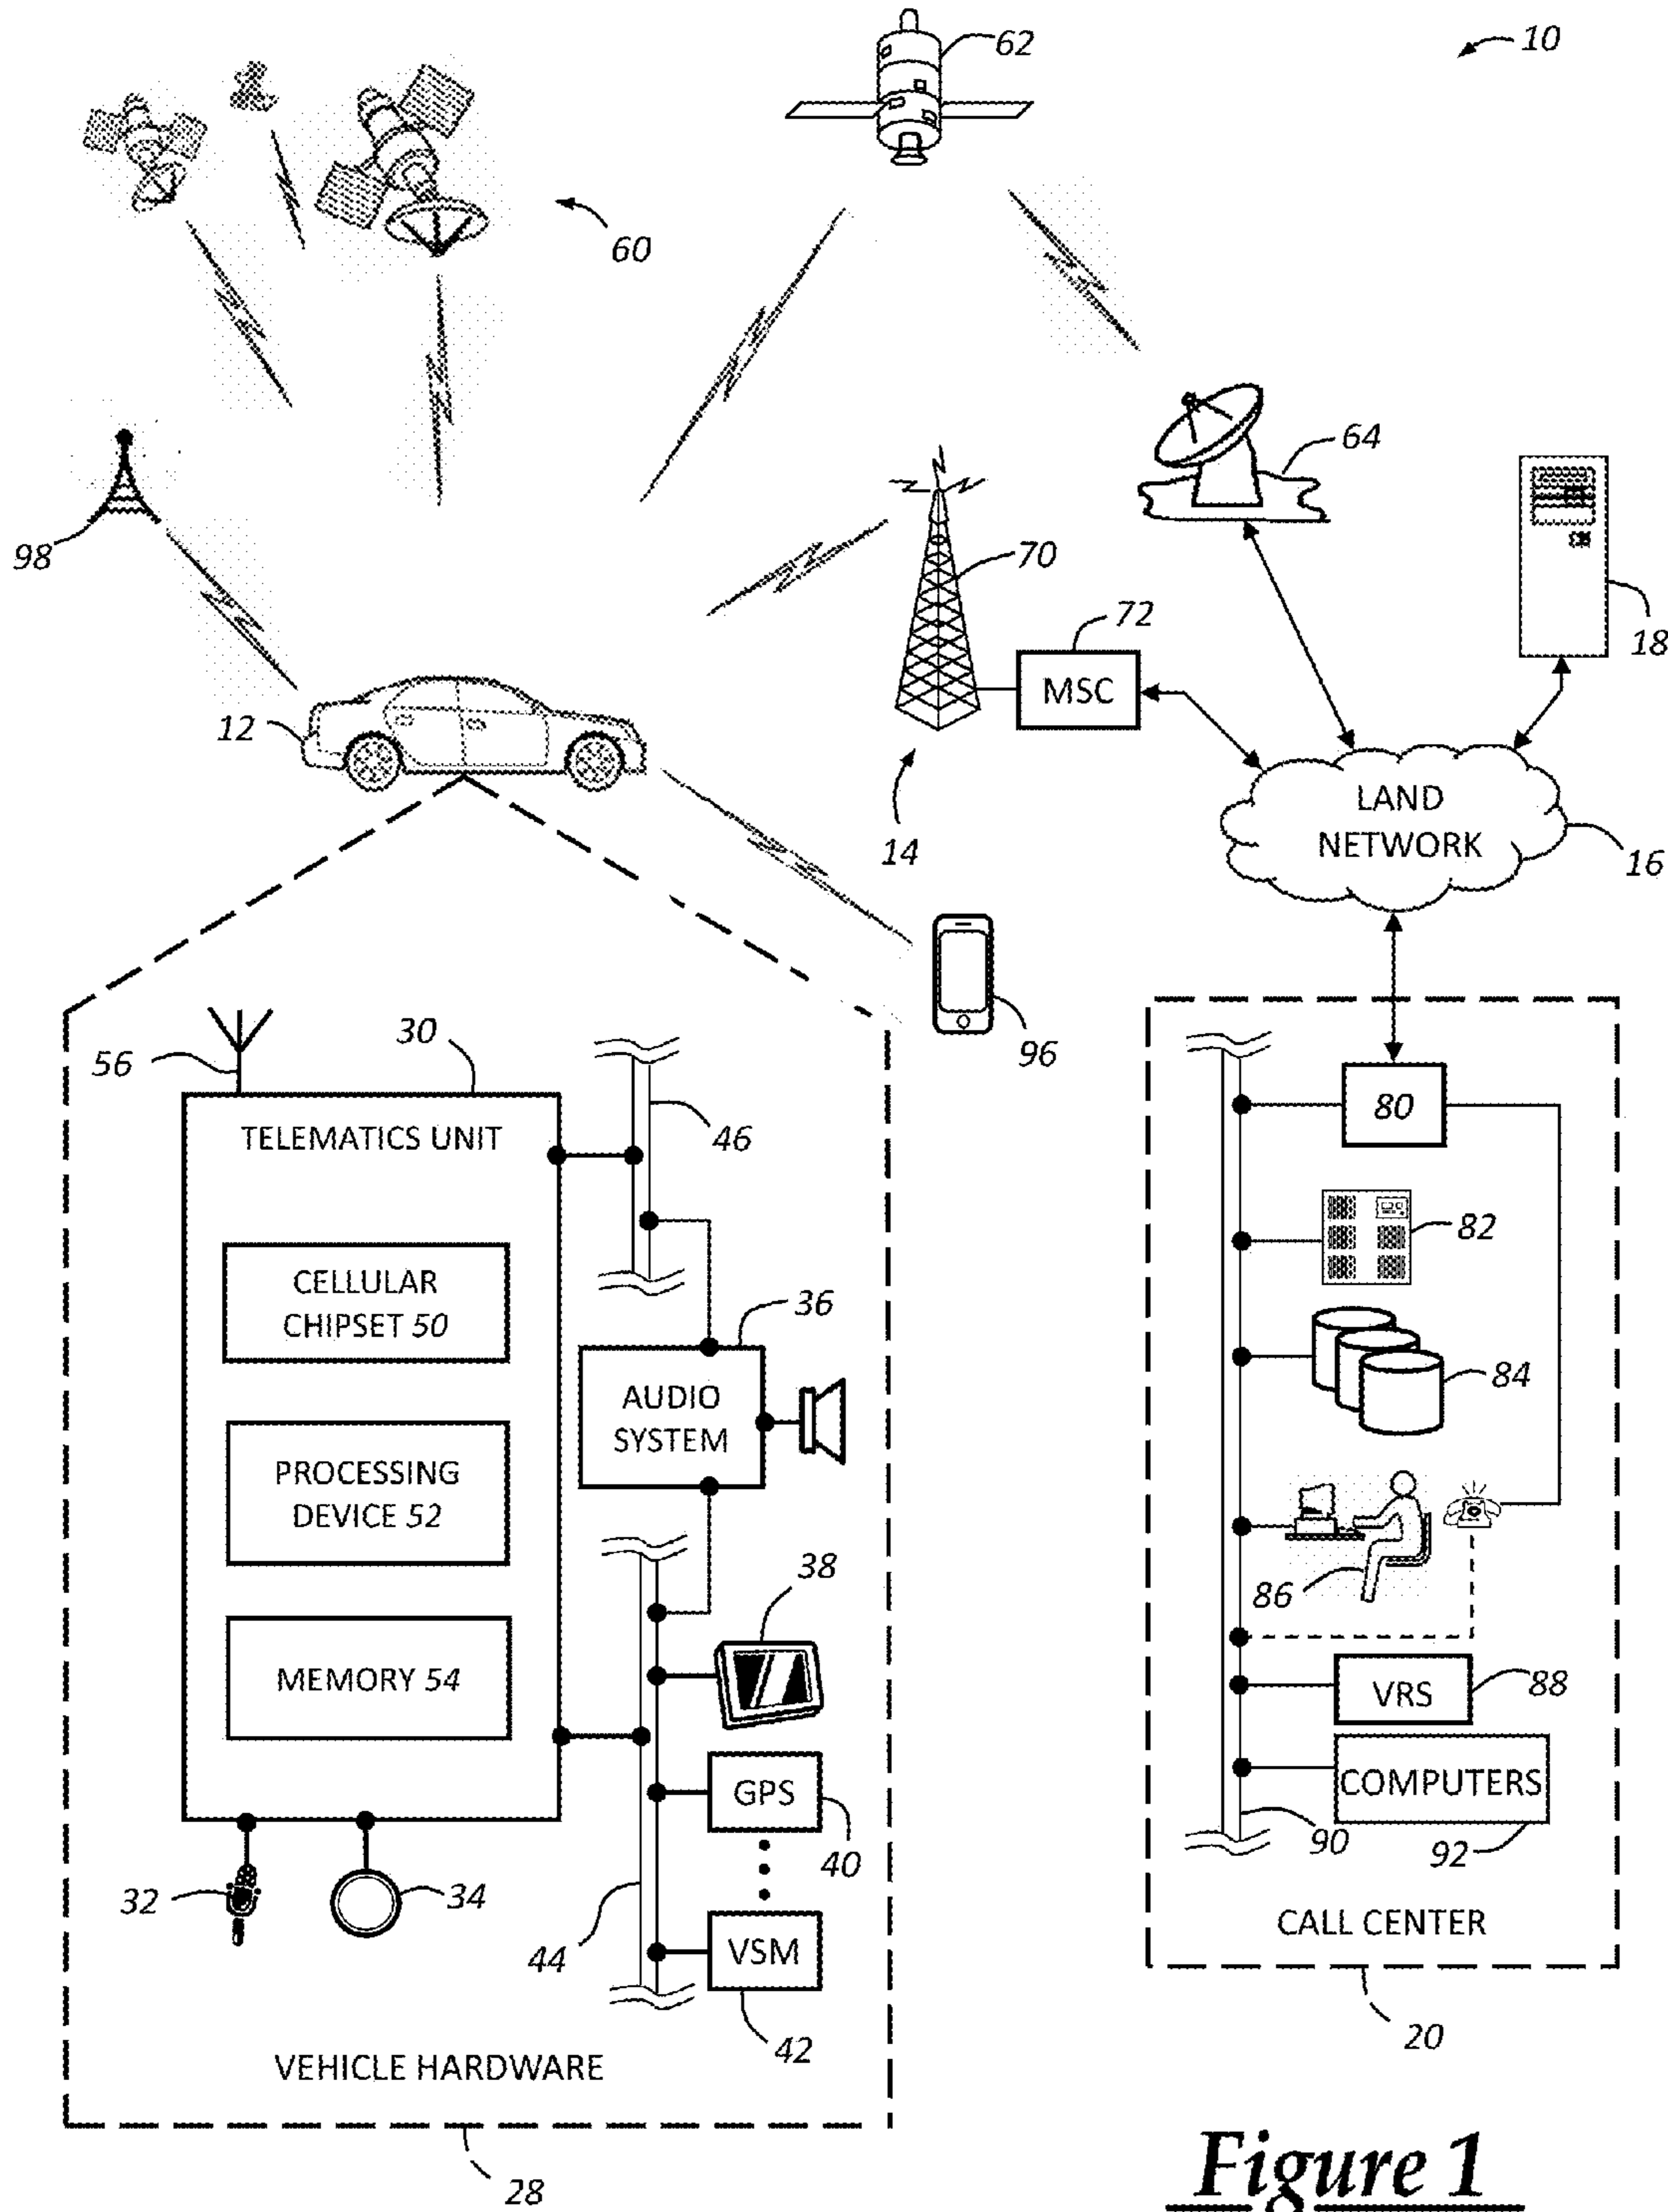 62
10
60
64
98
70
18
72
MSC
12
14
LAND
NETWORK
16
96
56
30
TELEMATICS UNIT
46
80
CELLULAR
CHIPSET 50
82
36
AUDIO
SYSTEM
84
PROCESSING
DEVICE 52
38
86
MEMORY 54
VRS
88
GPS
COMPUTERS
40
90
92
32
34
44
VSM
CALL CENTER
42
20
VEHICLE HARDWARE
28
Figure 1